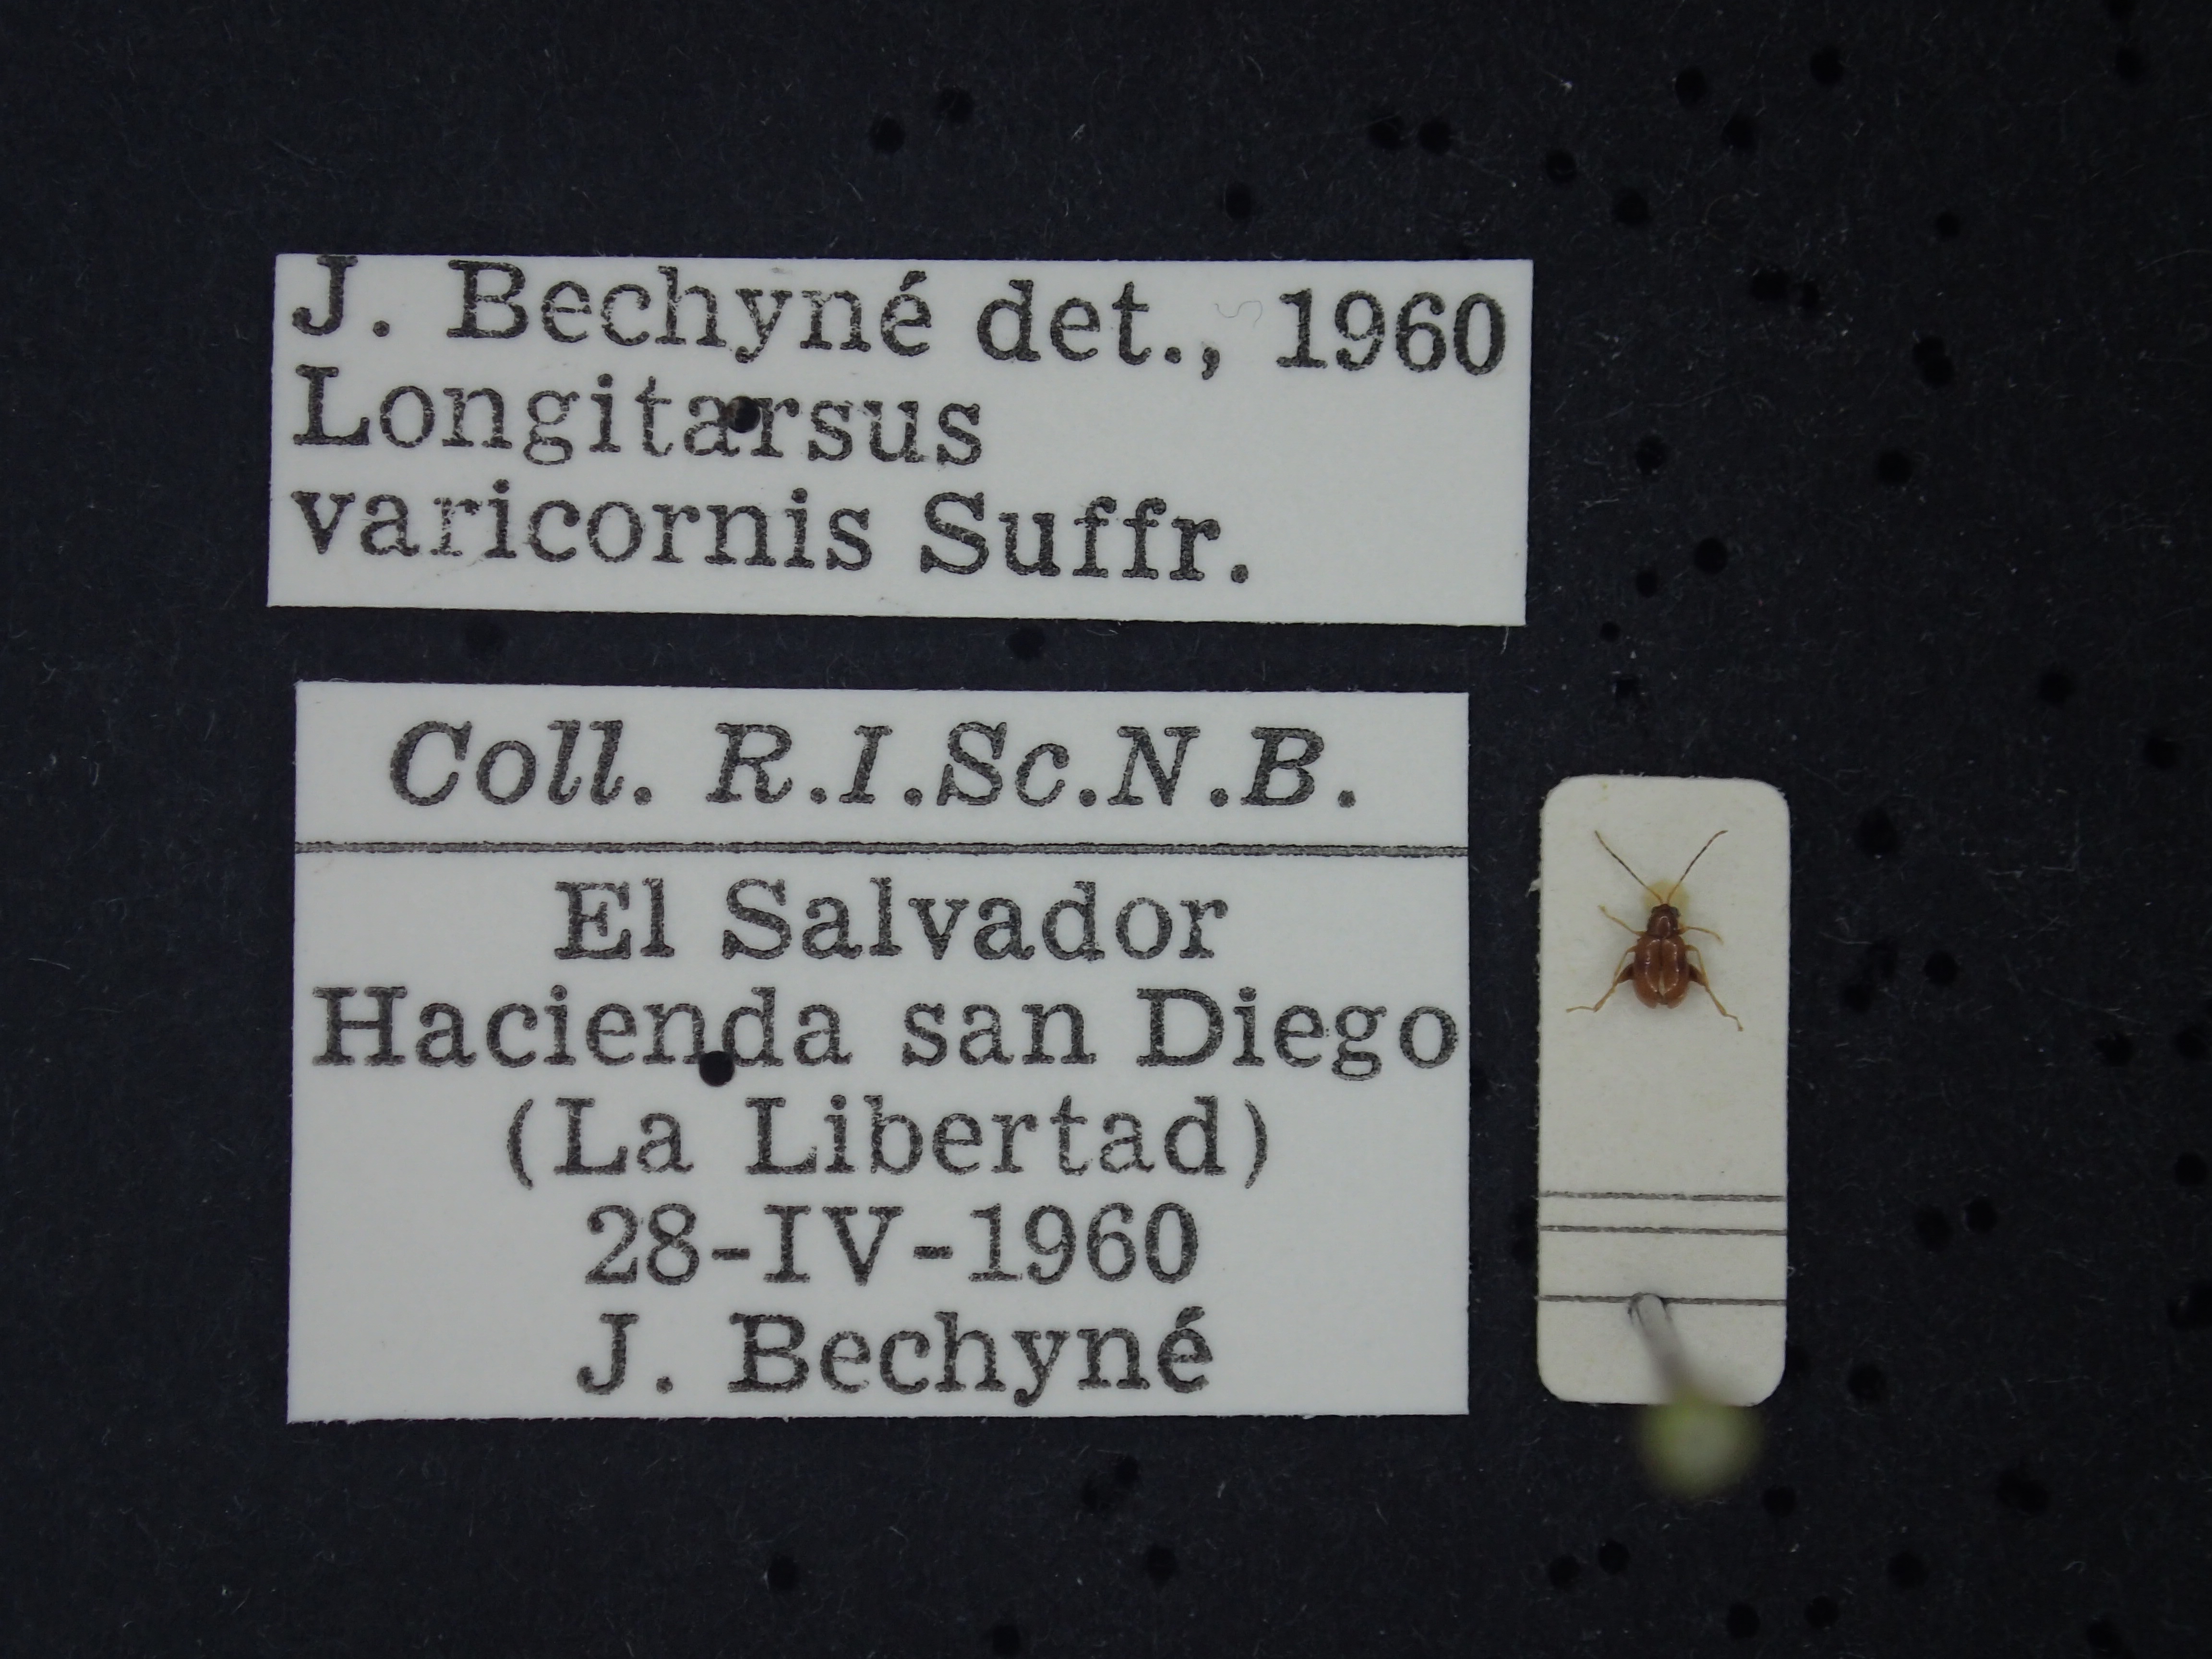 J. Bechyné det., 1960
Longitarsus
varicornis Suffr.
Coll. R.I.Sc.N.B.
El Salvador
Hacienda san Diego
(La Libertad)
28-IV-1960
J. Bechyné